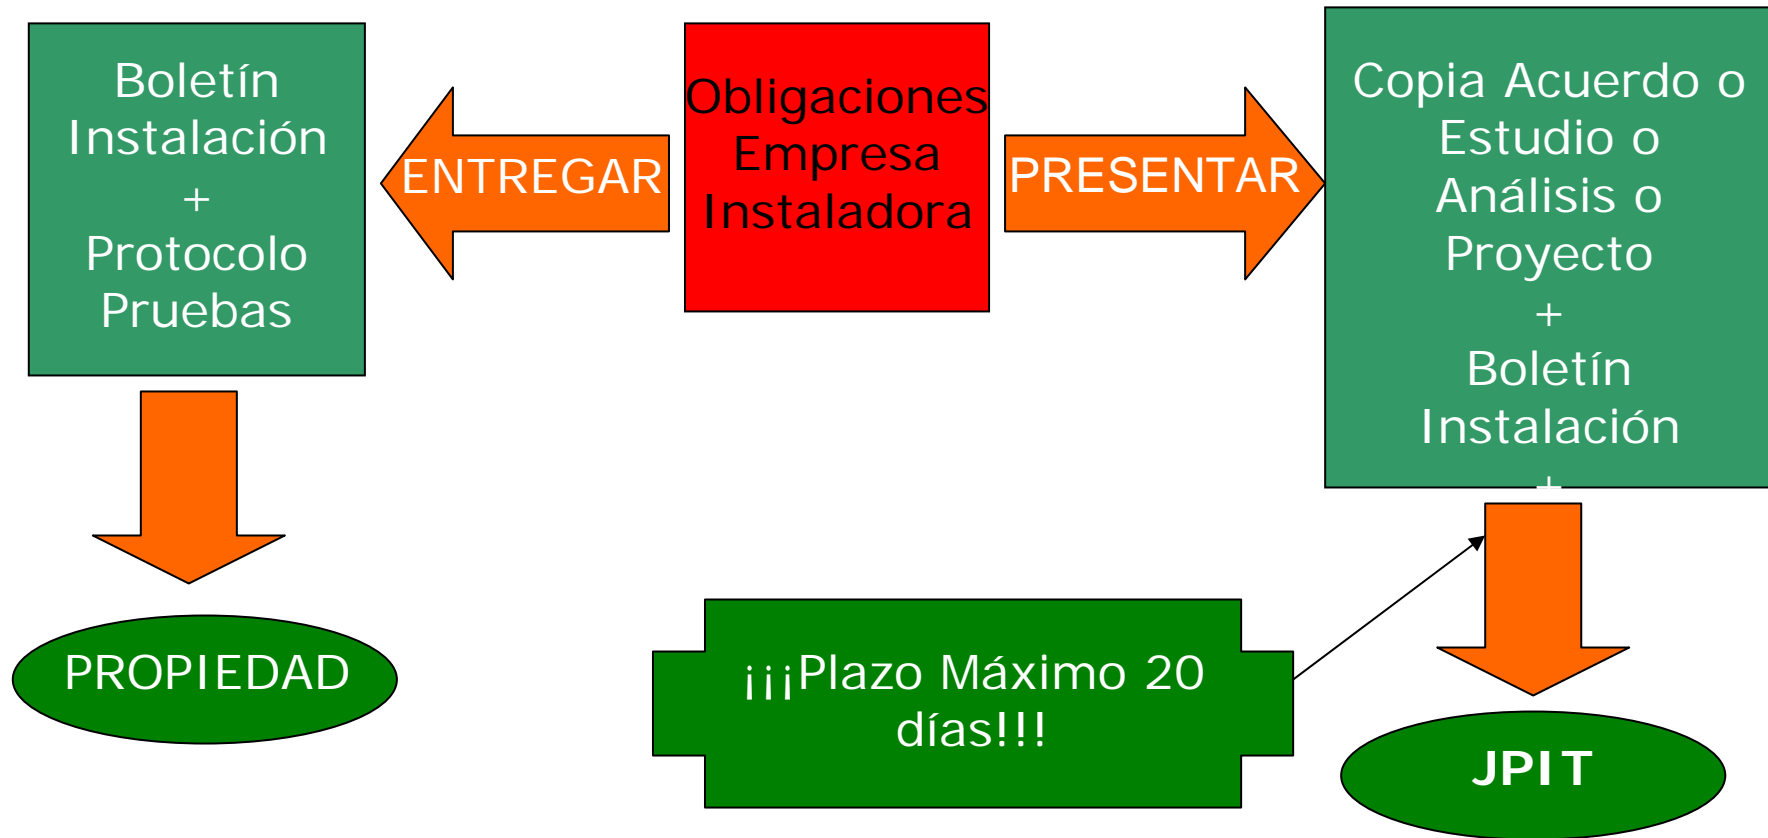 Boletín
Instalación
+
Protocolo
Pruebas
ENTREGAR
Obligaciones
Empresa
Instaladora
PRESENTAR
Copia Acuerdo o
Estudio o
Análisis o
Proyecto
+
Boletín
Instalación
+
PROPIEDAD
¡¡¡Plazo Máximo 20
días!!!
JPIT